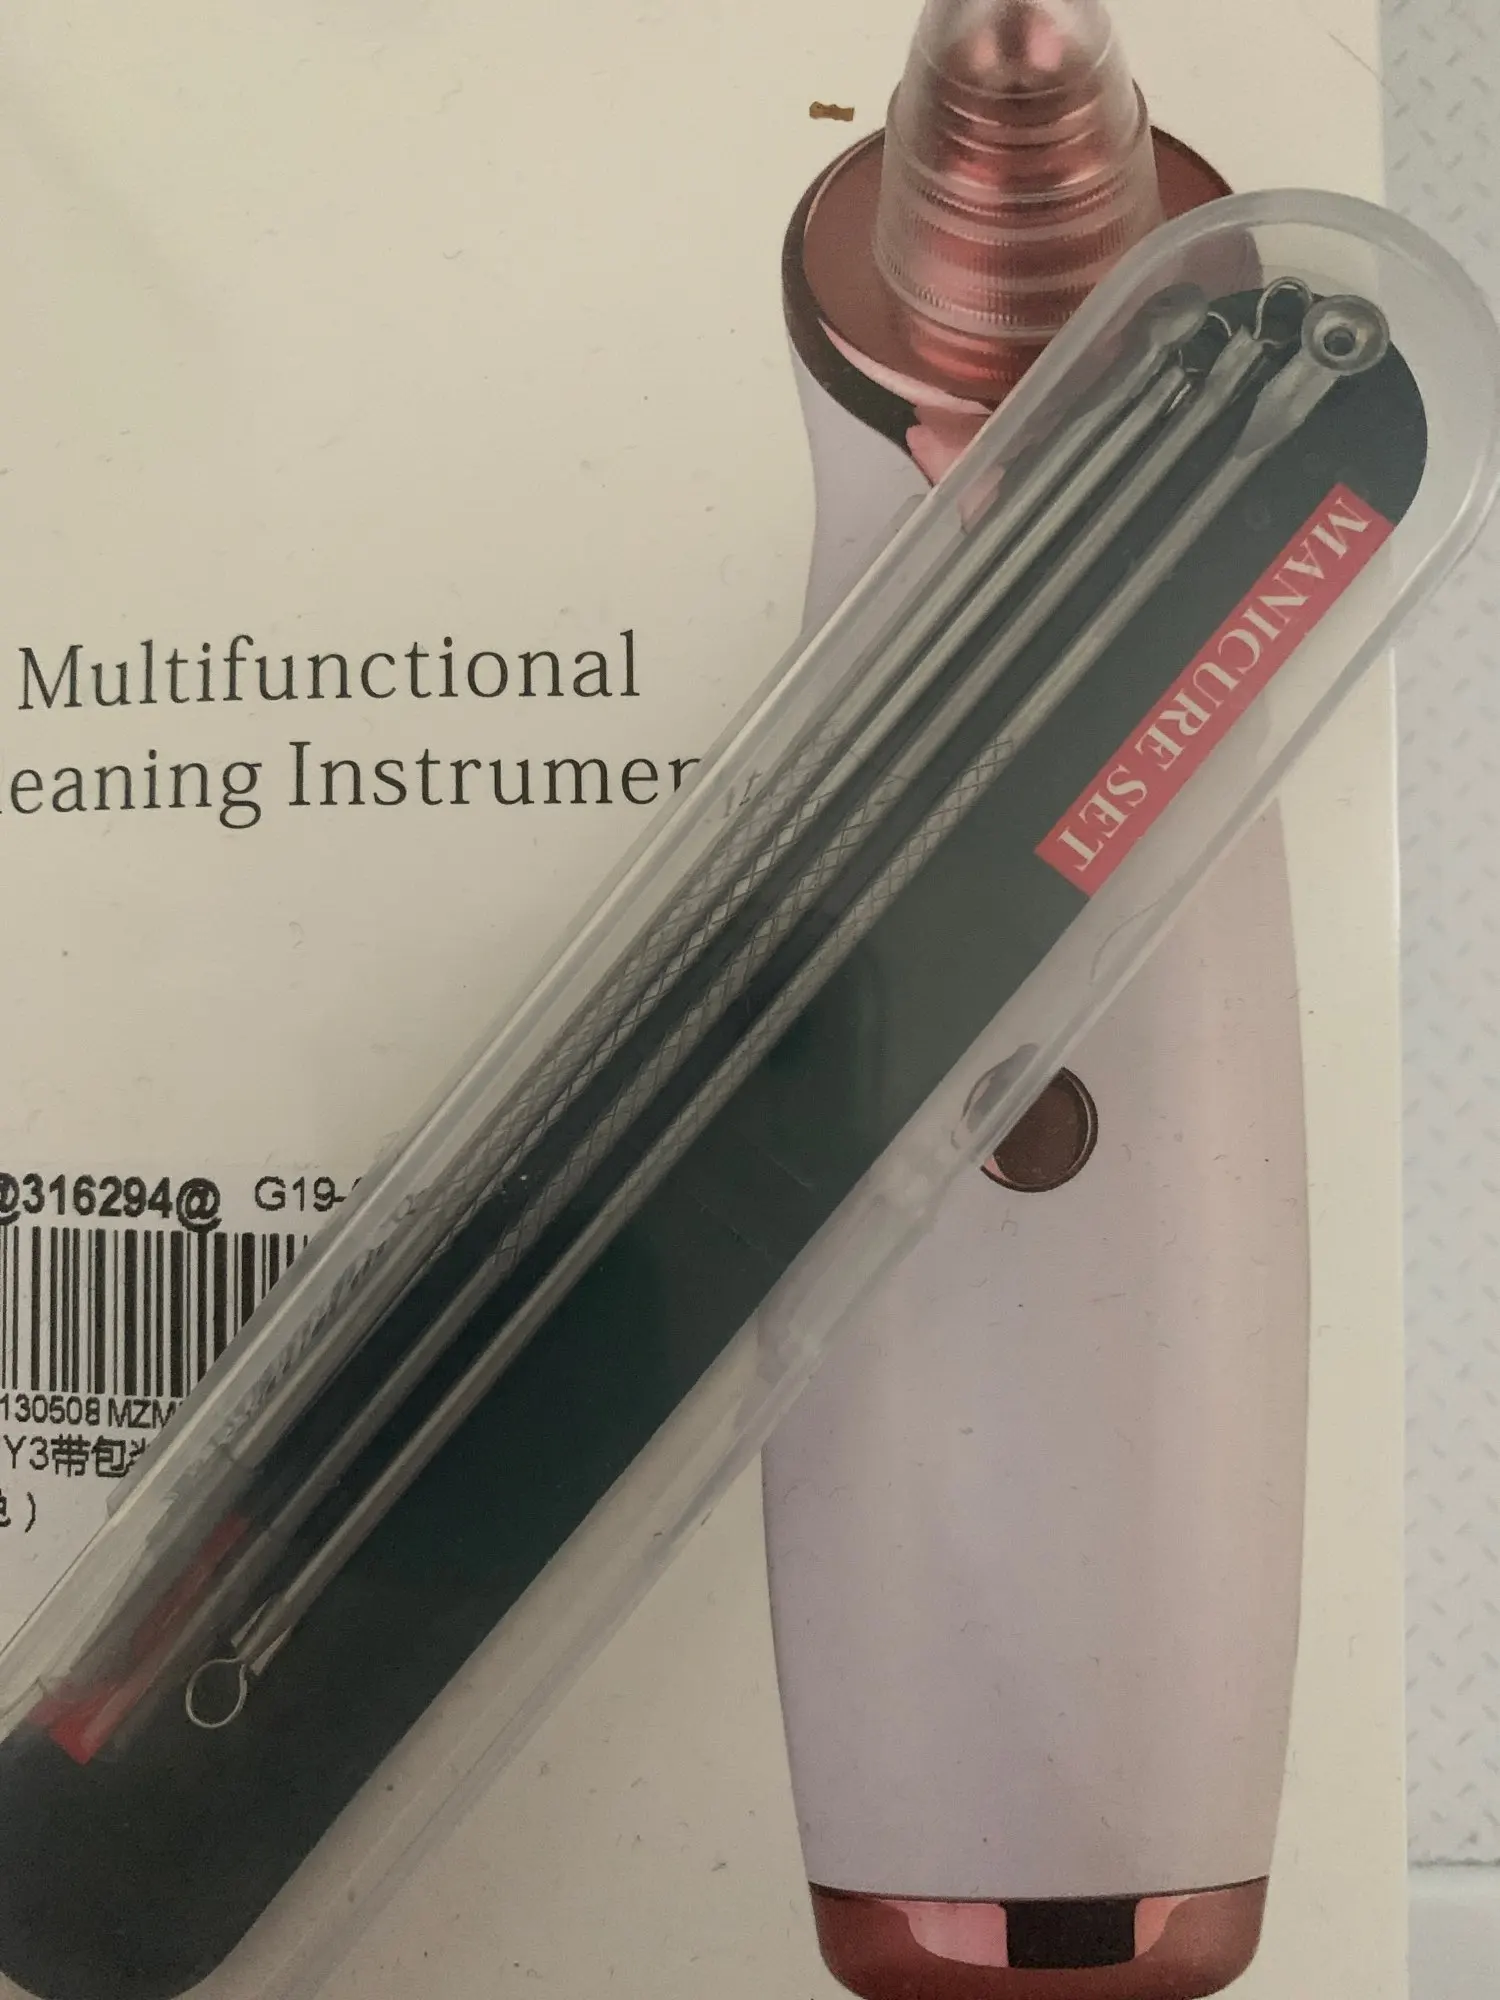 Multifunctional
leaning Instrumen
@316294@ G19-
130508 MZM
Y3带包
)
MANICURE SET